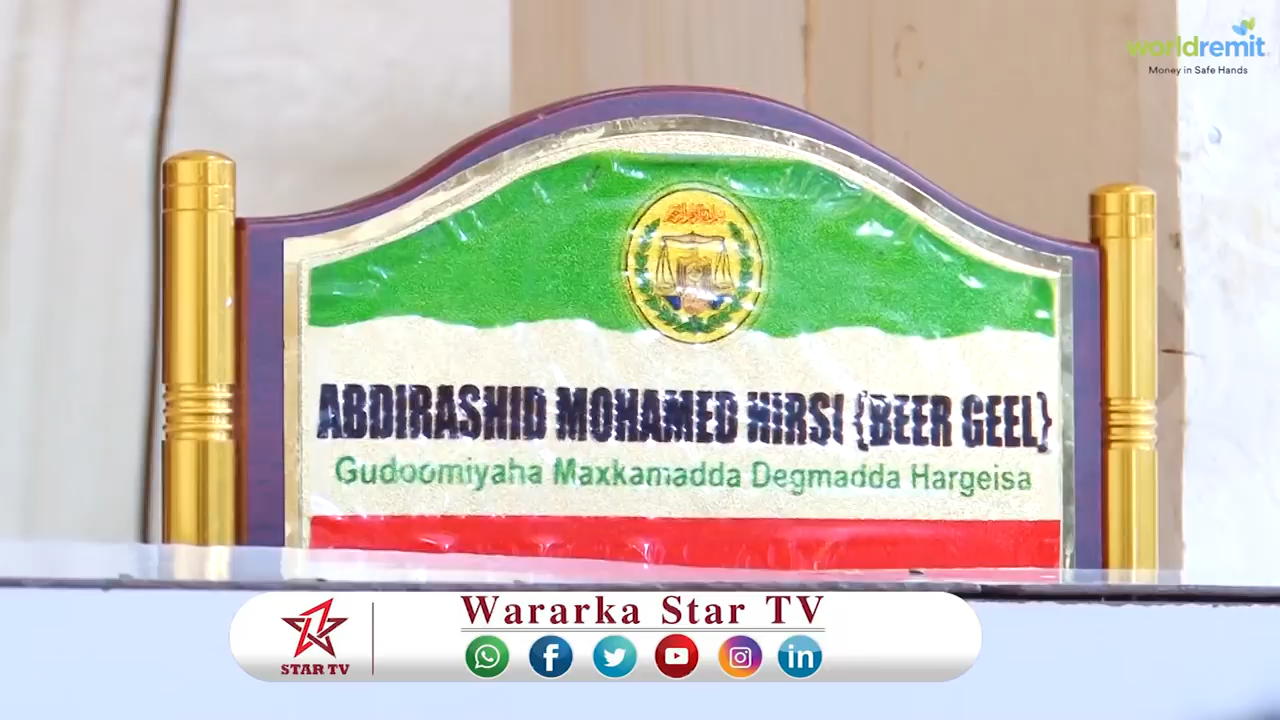 worldremit
Money in Safe Hands
ABDIRASHID MOHAMED HIRSI {BEER GEEL}
Gudoomiyaha Maxkamadda Degmadda Hargeisa
Wararka Star TV
STAR TV